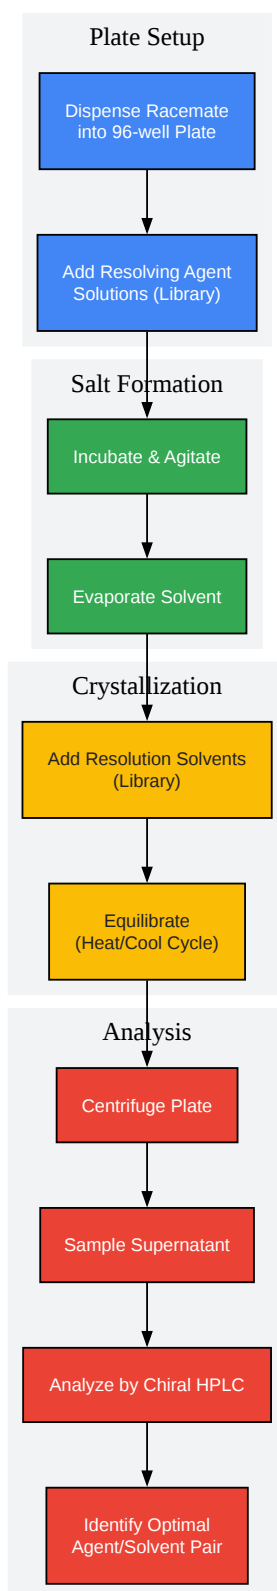 Plate Setup
Dispense Racemate
into 96-well Plate
Add Resolving Agent
Solutions (Library)
Salt Formation
Incubate & Agitate
Evaporate Solvent
Crystallization
Add Resolution Solvents
(Library)
Equilibrate
(Heat/Cool Cycle)
Analysis
Centrifuge Plate
Sample Supernatant
Analyze by Chiral HPLC
Identify Optimal
Agent/Solvent Pair